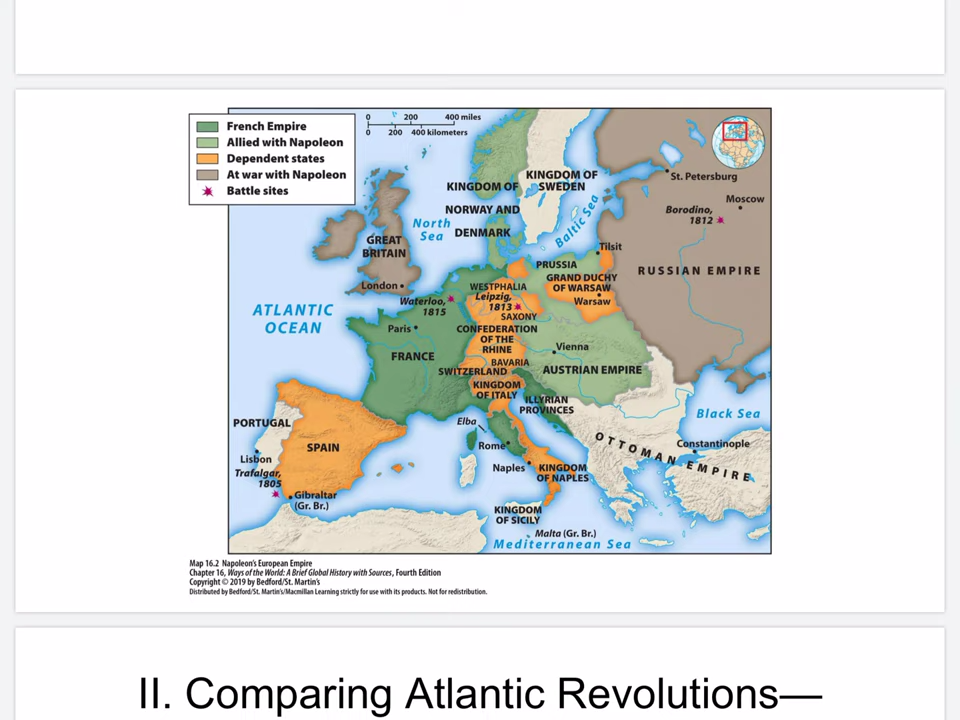 French Empire
Allied with Napoleon
Dependent states
At war with Napoleon
Battle sites
0 200 400 miles
0 200 400 kilometers
St. Petersburg
Moscow
Borodino,
1812
KINGDOM OF
SWEDEN
KINGDOM OF
NORWAY AND
DENMARK
North
Sea
Baltic Sea
GREAT
BRITAIN
London
Tilsit
PRUSSIA
GRAND DUCHY
OF WARSAW
Warsaw
RUSSIAN EMPIRE
WESTPHALIA
Leipzig,
1813
SAXONY
Waterloo,
1815
ATLANTIC
OCEAN
Paris
CONFEDERATION
OF THE
RHINE
FRANCE
Vienna
BAVARIA
SWITZERLAND
AUSTRIAN EMPIRE
KINGDOM
OF ITALY
ILLYRIAN
PROVINCES
Black Sea
PORTUGAL
Elba
SPAIN
Rome
OTTOMAN EMPIRE
Constantinople
Lisbon
Trafalgar,
1805
Naples
KINGDOM
OF NAPLES
Gibraltar
(Gr. Br.)
KINGDOM
OF SICILY
Malta (Gr. Br.)
Mediterranean Sea
Map 16.2 Napoleon's European Empire
Chapter 16, Ways of the World: A Brief Global History with Sources, Fourth Edition
Copyright © 2019 by Bedford/St. Martin's
Distributed by Bedford/St. Martin's/Macmillan Learning strictly for use with its products. Not for redistribution.
II. Comparing Atlantic Revolutions—